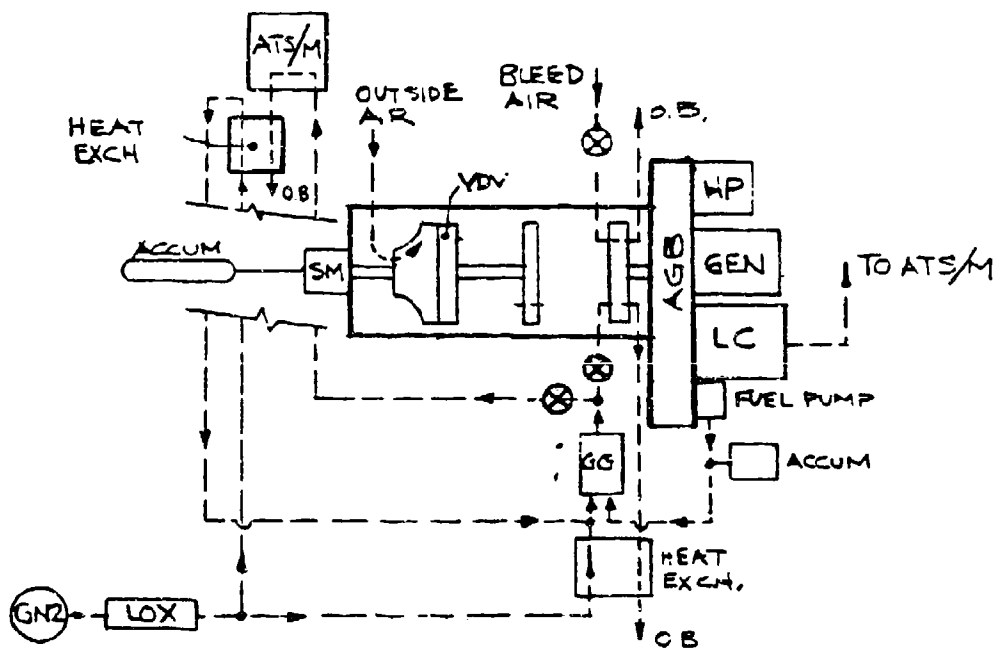 ATS/M
OUTSIDE
AIR
BLEED
AIR
O.B.
HEAT
EXCH
O.B
VDV
HP
ACCUM
SM
AGB
GEN
TO ATS/M
LC
FUEL PUMP
GG
ACCUM
HEAT
EXCH.
GN2
LOX
O B